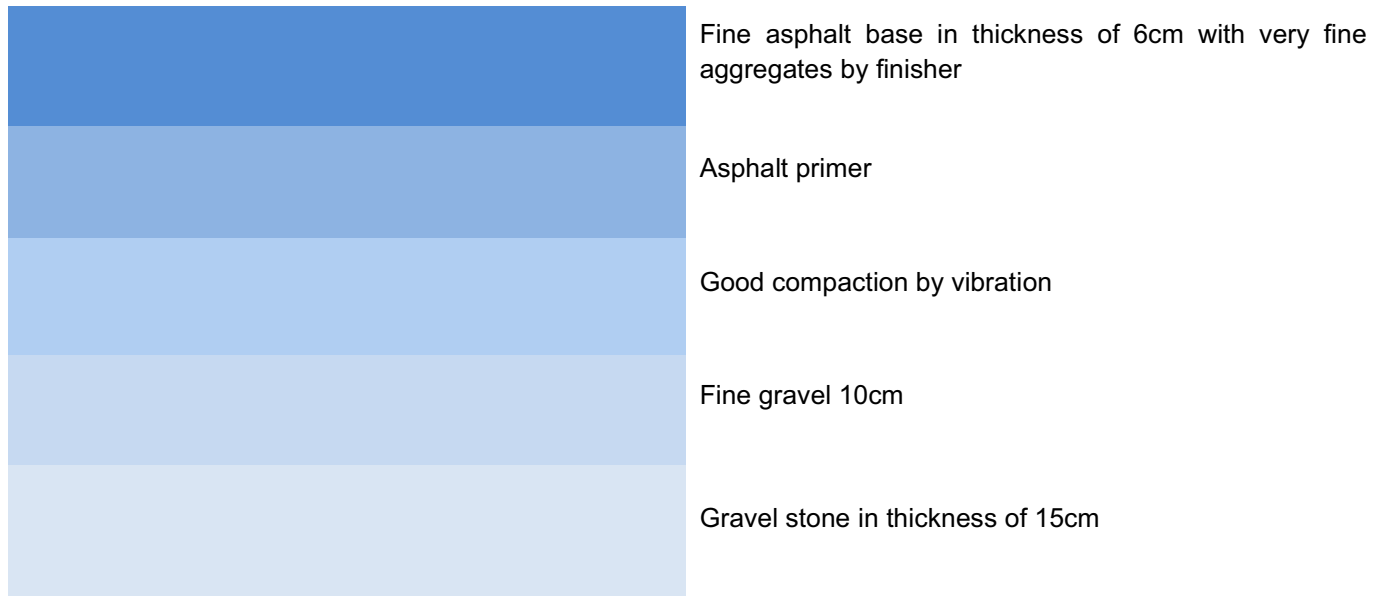 Fine asphalt base in thickness of 6cm with very fine
aggregates by finisher
Asphalt primer
Good compaction by vibration
Fine gravel 10cm
Gravel stone in thickness of 15cm